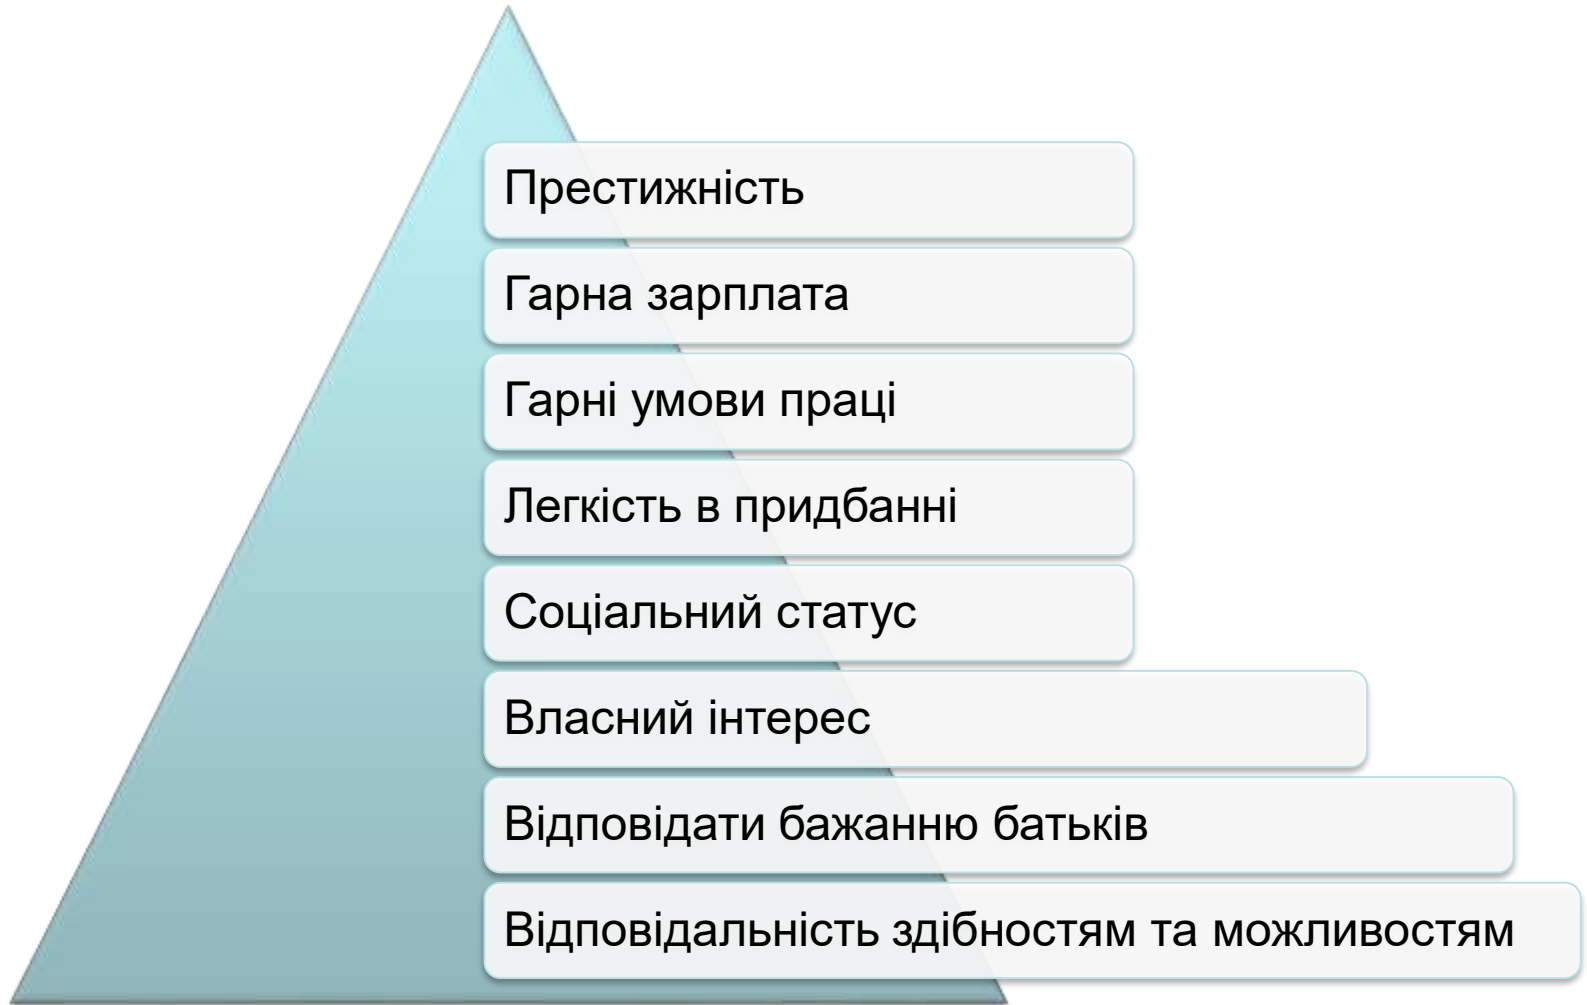 Престижність
Гарна зарплата
Гарні умови праці
Легкість в придбанні
Соціальний статус
Власний інтерес
Відповідати бажанню батьків
Відповідальність здібностям та можливостям